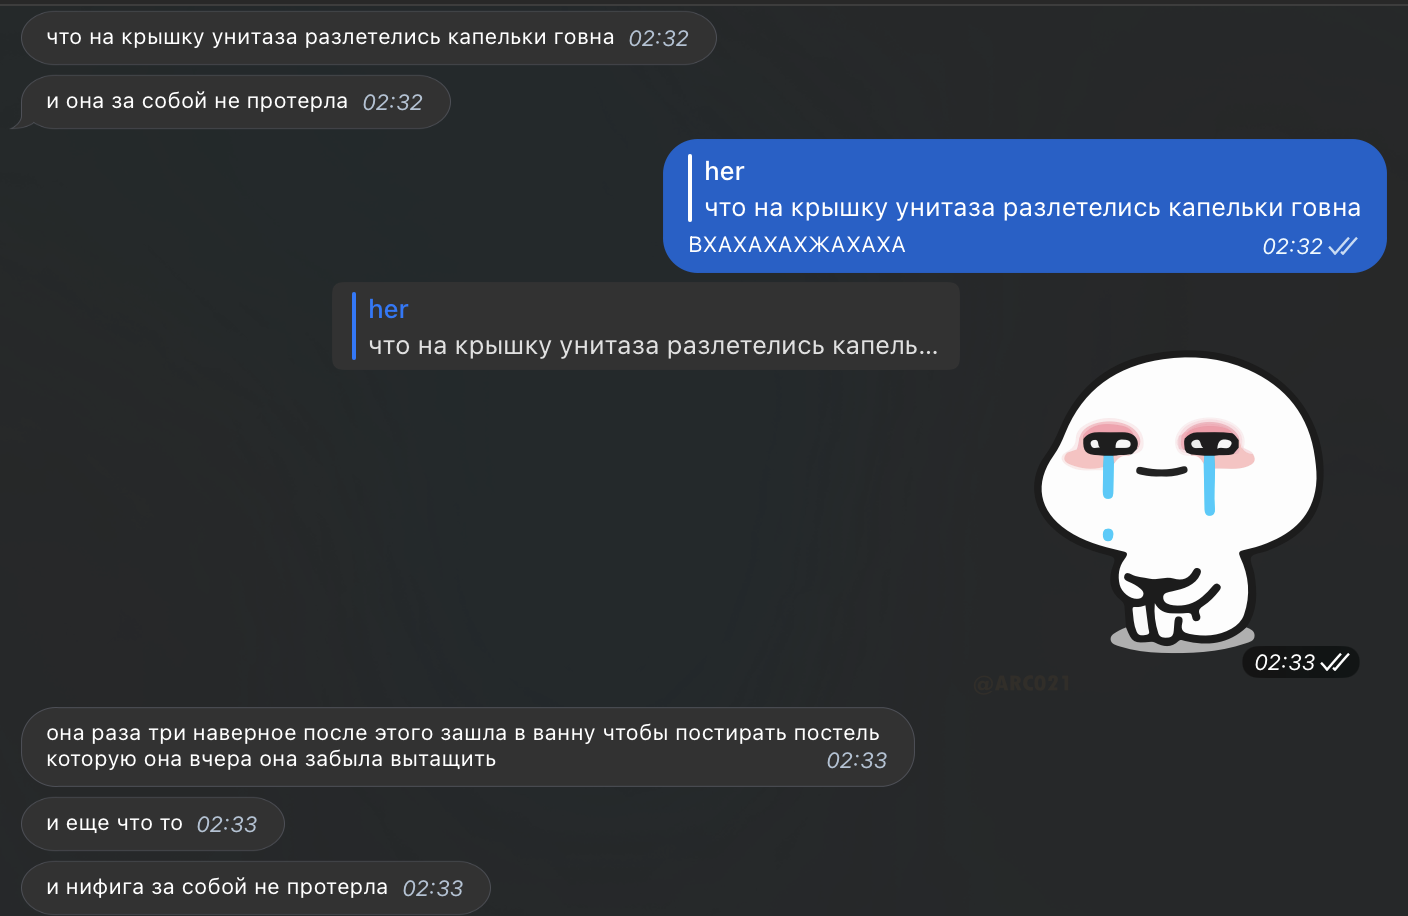 что на крышку унитаза разлетелись капельки говна 02:32
и она за собой не протерла 02:32
her
что на крышку унитаза разлетелись капельки говна
ВХАХАХАХЖАХАХА 02:32
her
что на крышку унитаза разлетелись капель...
02:33
@ARC021
она раза три наверное после этого зашла в ванну чтобы постирать постель
которую она вчера она забыла вытащить 02:33
и еще что то 02:33
и нифига за собой не протерла 02:33